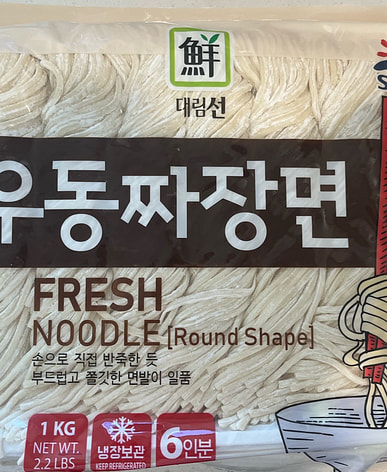 鮮
대림선
우동짜장면
FRESH
NOODLE [Round Shape]
손으로 직접 반죽한 듯
부드럽고 쫄깃한 면발이 일품
1 KG
NET WT.
2.2 LBS
냉장보관
KEEP REFRIGERATED
6인분